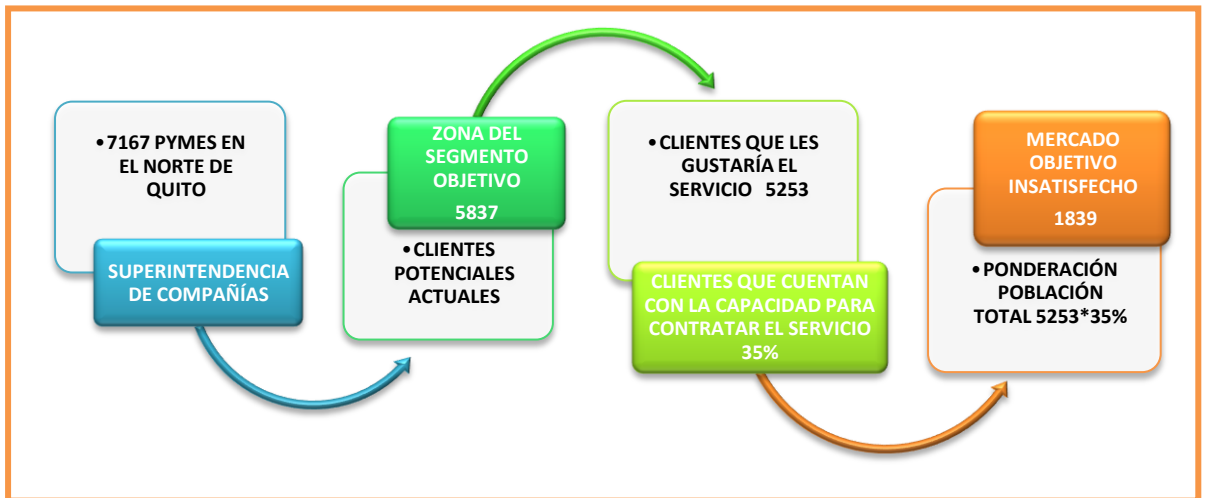 •7167 PYMES EN
EL NORTE DE
QUITO
SUPERINTENDENCIA
DE COMPAÑÍAS
ZONA DEL
SEGMENTO
OBJETIVO
5837
•CLIENTES
POTENCIALES
ACTUALES
•CLIENTES QUE LES
GUSTARÍA EL
SERVICIO 5253
CLIENTES QUE CUENTAN
CON LA CAPACIDAD PARA
CONTRATAR EL SERVICIO
35%
MERCADO
OBJETIVO
INSATISFECHO
1839
•PONDERACIÓN
POBLACIÓN
TOTAL 5253*35%